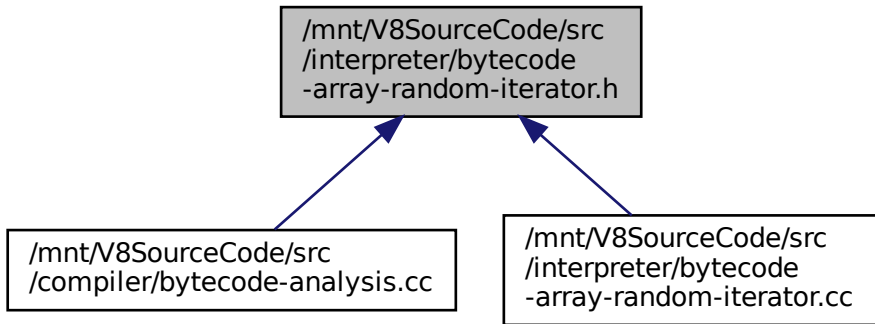 /mnt/V8SourceCode/src
/interpreter/bytecode
-array-random-iterator.h
/mnt/V8SourceCode/src
/compiler/bytecode-analysis.cc
/mnt/V8SourceCode/src
/interpreter/bytecode
-array-random-iterator.cc